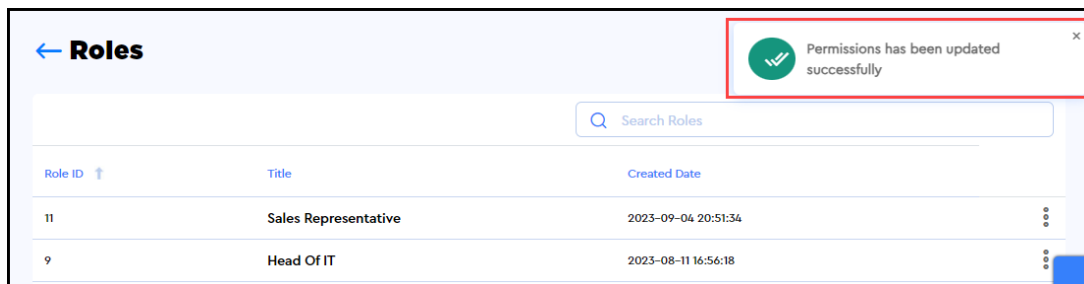 Roles
Permissions has been updated
successfully
Search Roles
Role ID Title Created Date
11 Sales Representative 2023-09-04 20:51:34
9 Head Of IT 2023-08-11 16:56:18